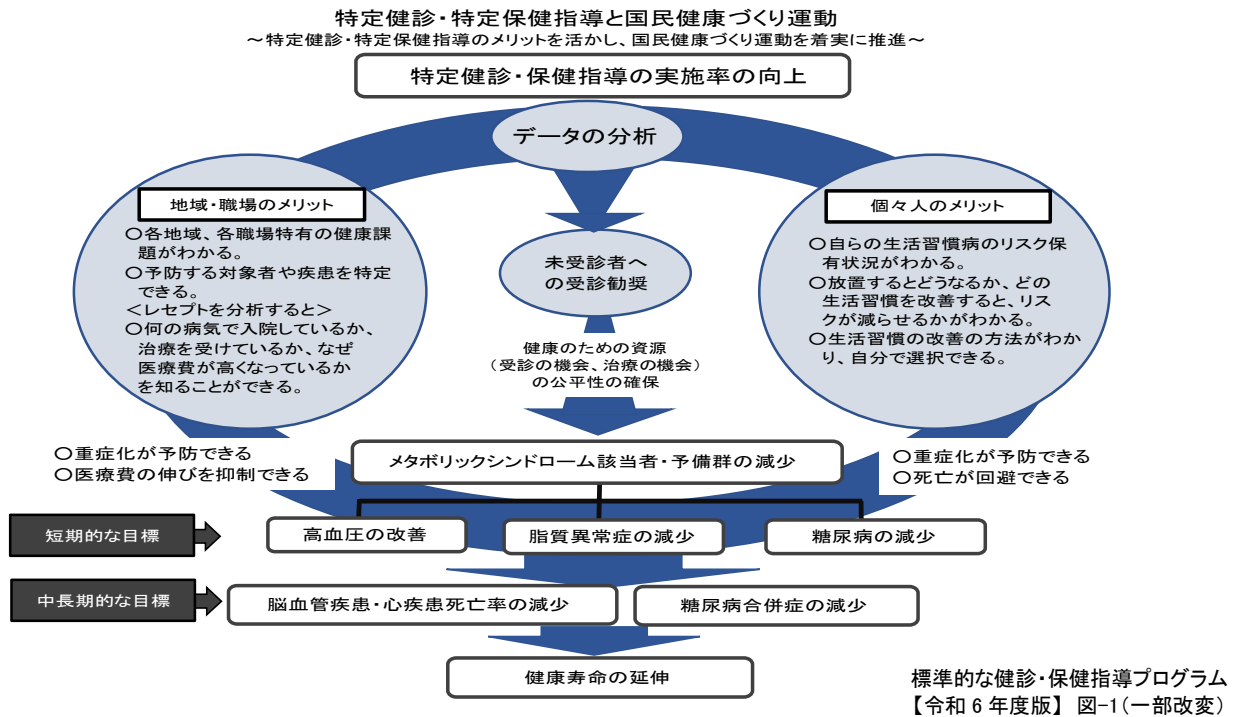 特定健診・特定保健指導と国民健康づくり運動
～特定健診・特定保健指導のメリットを活かし、国民健康づくり運動を着実に推進～
特定健診・保健指導の実施率の向上
データの分析
地域・職場のメリット
○各地域、各職場特有の健康課
題がわかる。
○予防する対象者や疾患を特定
できる。
＜レセプトを分析すると＞
○何の病気で入院しているか、
治療を受けているか、なぜ
医療費が高くなっているか
を知ることができる。
未受診者へ
の受診勧奨
健康のための資源
（受診の機会、治療の機会）
の公平性の確保
個々人のメリット
○自らの生活習慣病のリスク保
有状況がわかる。
○放置するとどうなるか、どの
生活習慣を改善すると、リス
クが減らせるかがわかる。
○生活習慣の改善の方法がわか
り、自分で選択できる。
○重症化が予防できる
○医療費の伸びを抑制できる
メタボリックシンドローム該当者・予備群の減少
○重症化が予防できる
○死亡が回避できる
短期的な目標
高血圧の改善
脂質異常症の減少
糖尿病の減少
中長期的な目標
脳血管疾患・心疾患死亡率の減少
糖尿病合併症の減少
健康寿命の延伸
標準的な健診・保健指導プログラム
【令和6年度版】 図-1（一部改変）